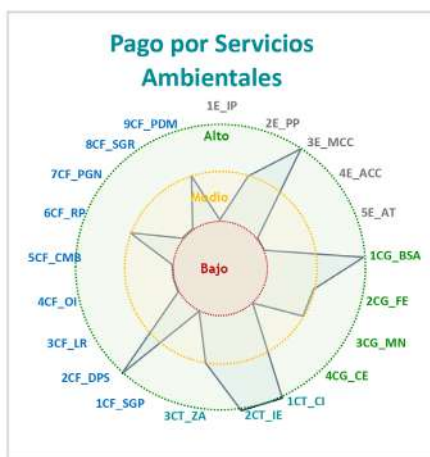 Pago por Servicios
Ambientales
1E_IP
9CF_PDM
2E_PP
Alto
8CF_SGR
3E_MCC
7CF_PGN
4E_ACC
Medio
6CF_RP
5E_AT
5CF_CMB
Bajo
1CG_BSA
4CF_OI
2CG_FE
3CF_LR
3CG_MN
2CF_DPS
4CG_CE
1CF_SGP
1CT_CI
3CT_ZA
2CT_IE